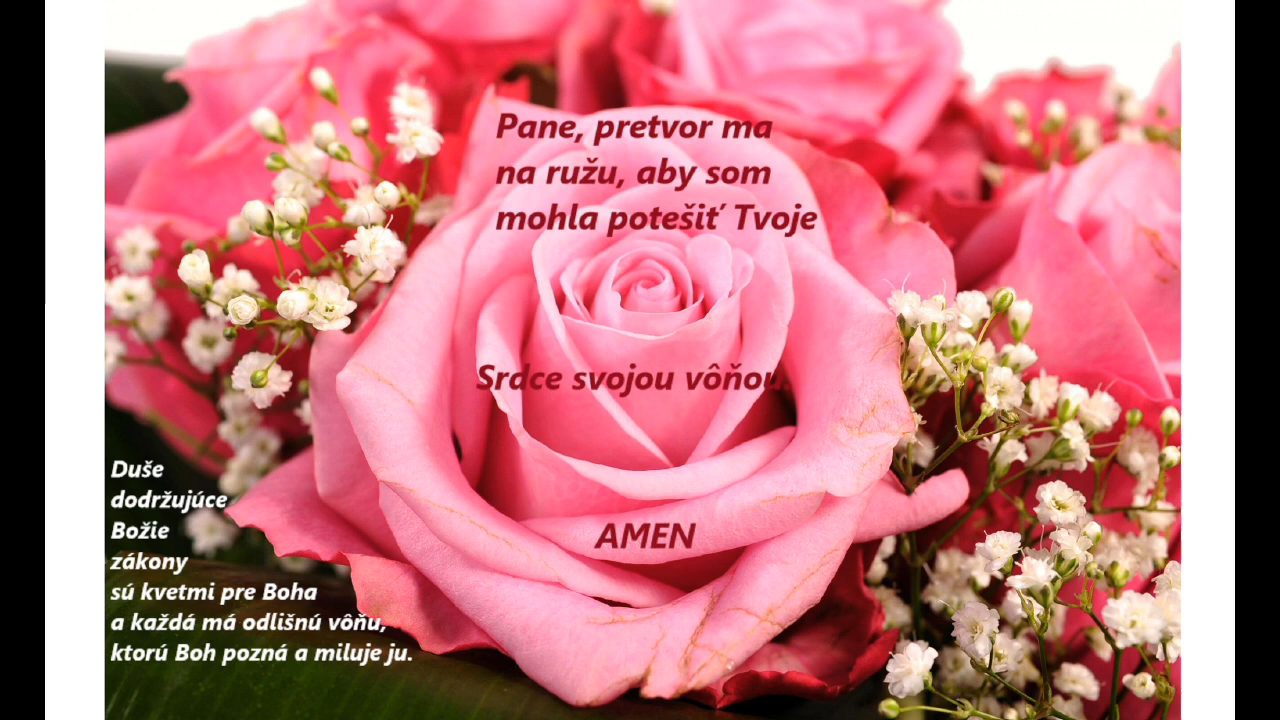 Pane, pretvor ma
na ružu, aby som
mohla potešiť Tvoje
Srdce svojou vôňou.
AMEN
Duše
dodržujúce
Božie
zákony
sú kvetmi pre Boha
a každá má odlišnú vôňu,
ktorú Boh pozná a miluje ju.